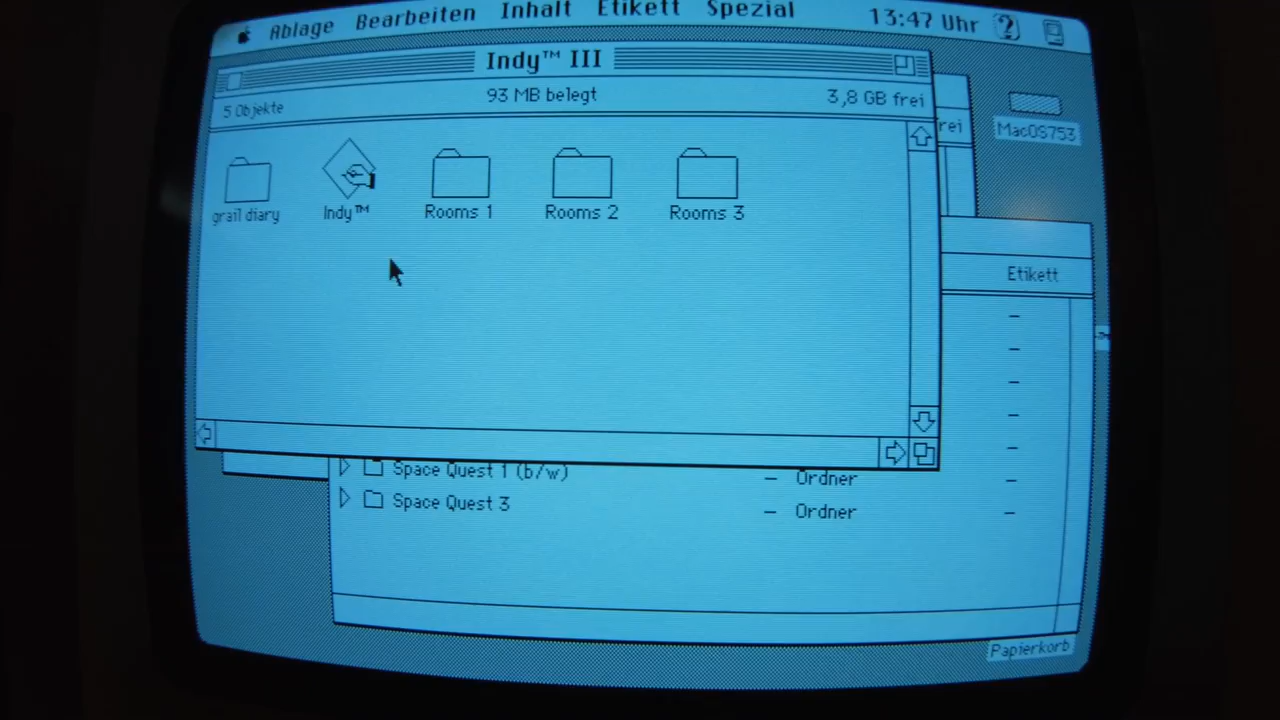 Ablage Bearbeiten Inhalt Etikett Spezial 13:47 Uhr
Indy™ III
5 Objekte 93 MB belegt 3,8 GB frei
rei
MacOS753
grail diary Indy™ Rooms 1 Rooms 2 Rooms 3
Etikett
–
–
–
–
–
Space Quest 1 (b/w) – Ordner –
Space Quest 3 – Ordner –
Papierkorb